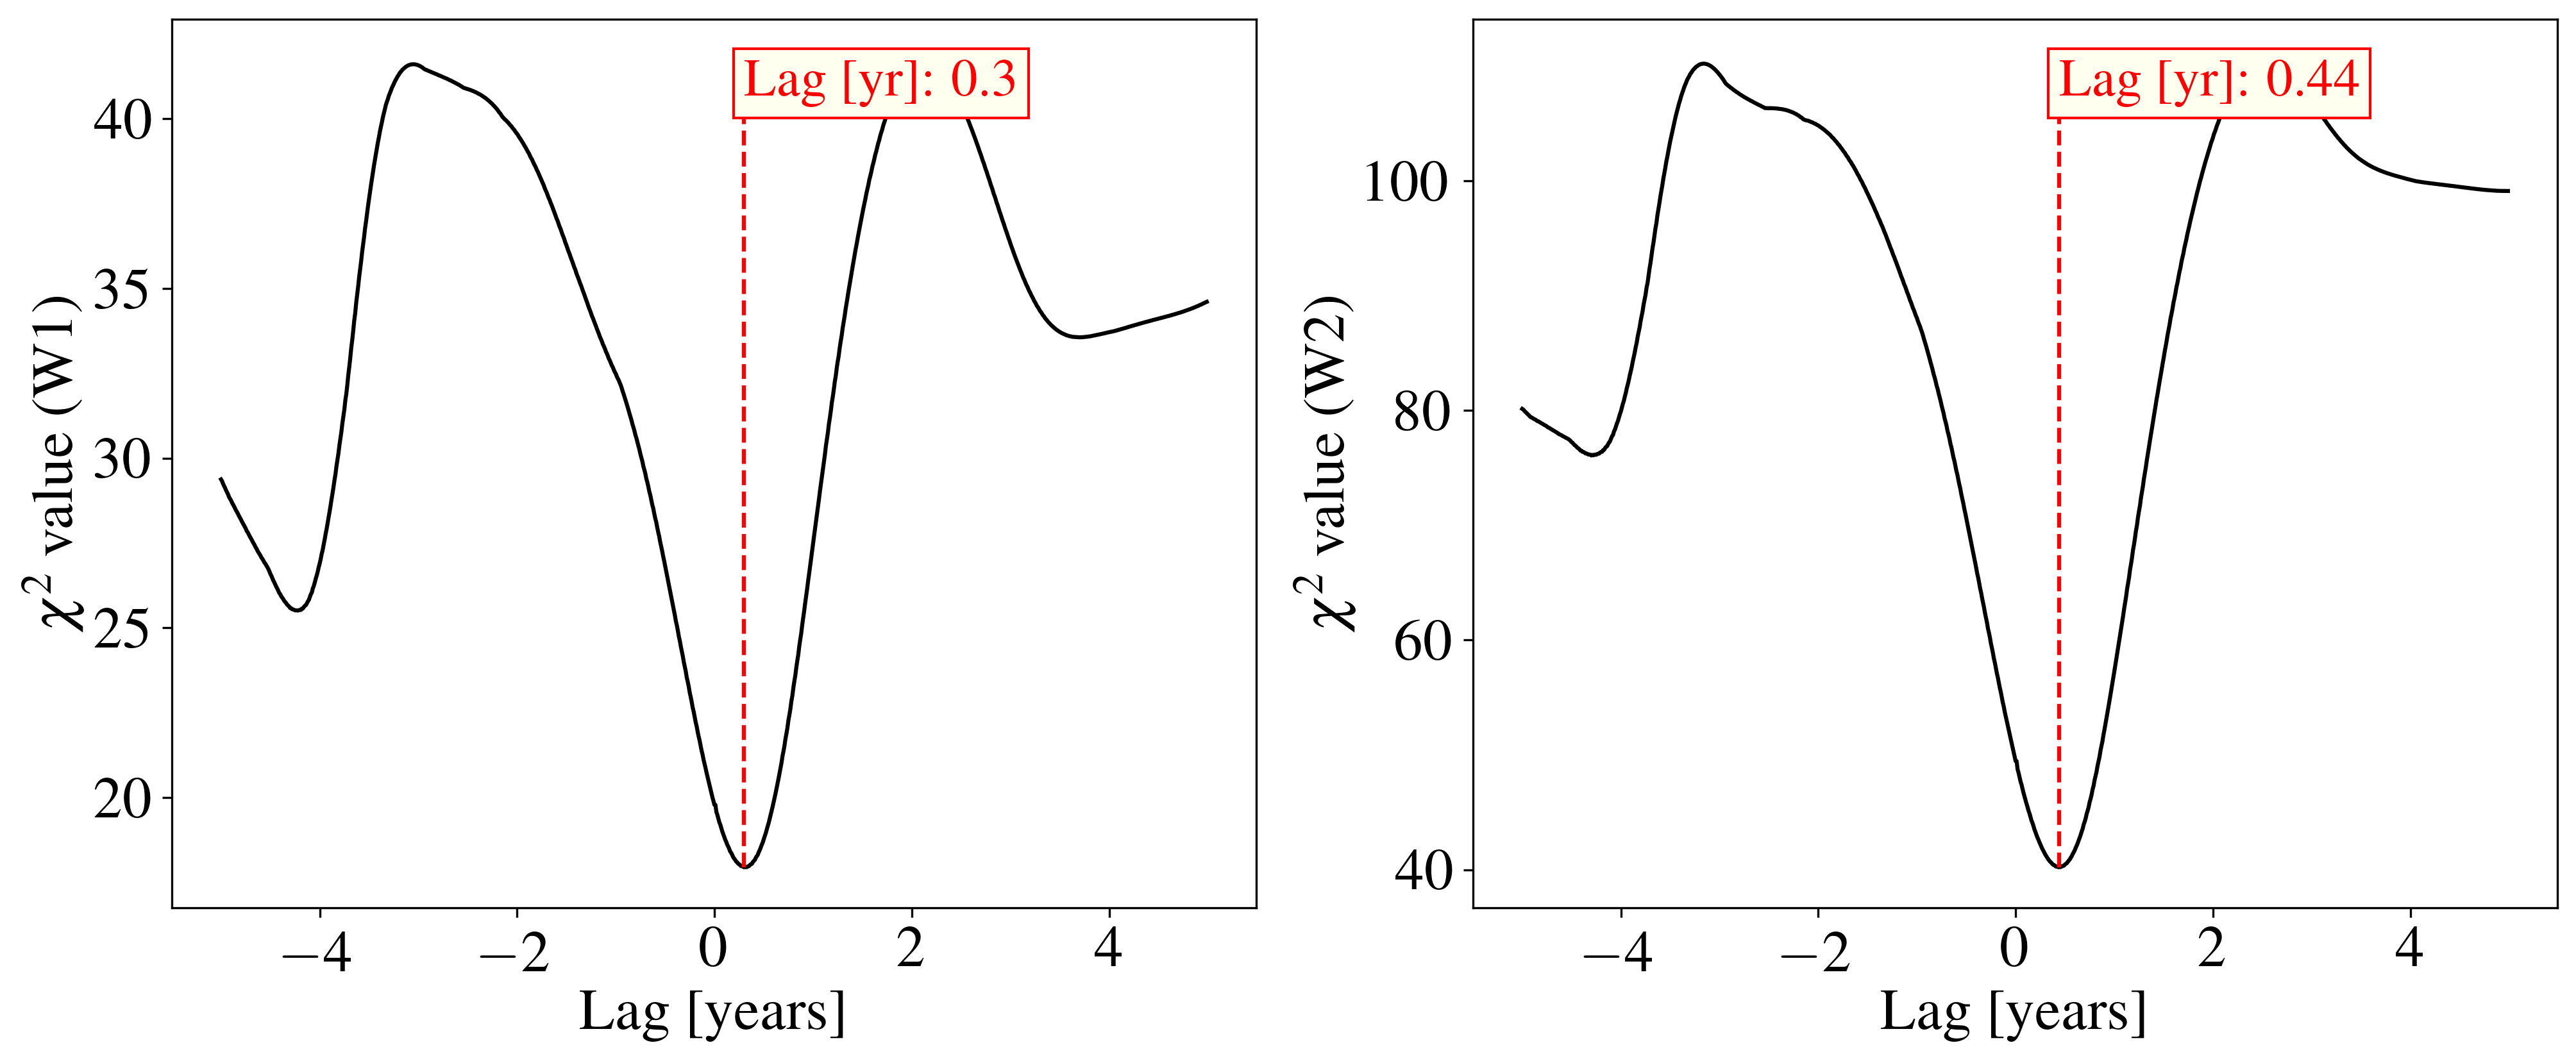 Lag [yr]: 0.3
40
35
30
25
20
χ² value (W1)
−4 −2 0 2 4
Lag [years]
Lag [yr]: 0.44
100
80
60
40
χ² value (W2)
−4 −2 0 2 4
Lag [years]